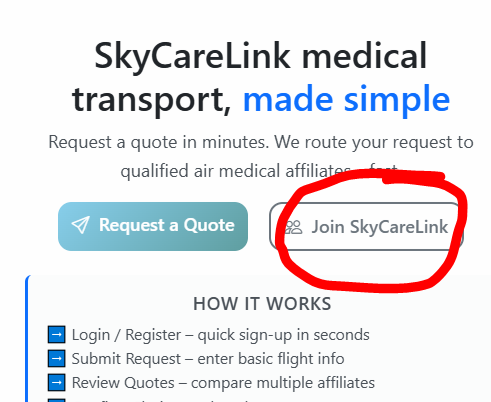 SkyCareLink medical
transport, made simple
Request a quote in minutes. We route your request to
qualified air medical affiliates - fast.
Request a Quote
Join SkyCareLink
HOW IT WORKS
Login / Register – quick sign-up in seconds
Submit Request – enter basic flight info
Review Quotes – compare multiple affiliates